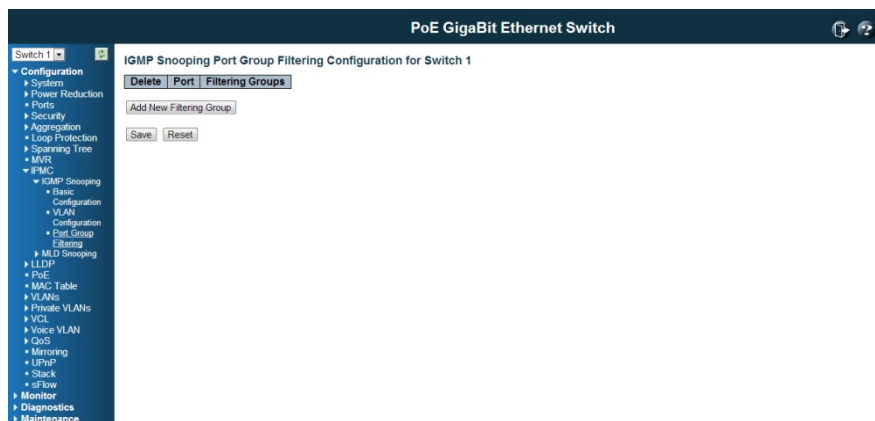 PoE GigaBit Ethernet Switch
Switch 1
Configuration
System
Power Reduction
Ports
Security
Aggregation
Loop Protection
Spanning Tree
MVR
IPMC
IGMP Snooping
Basic
Configuration
VLAN
Configuration
Port Group
Filtering
MLD Snooping
LLDP
PoE
MAC Table
VLANs
Private VLANs
VCL
Voice VLAN
QoS
Mirroring
UPnP
Stack
sFlow
Monitor
Diagnostics
Maintenance
IGMP Snooping Port Group Filtering Configuration for Switch 1
Delete Port Filtering Groups
Add New Filtering Group
Save Reset